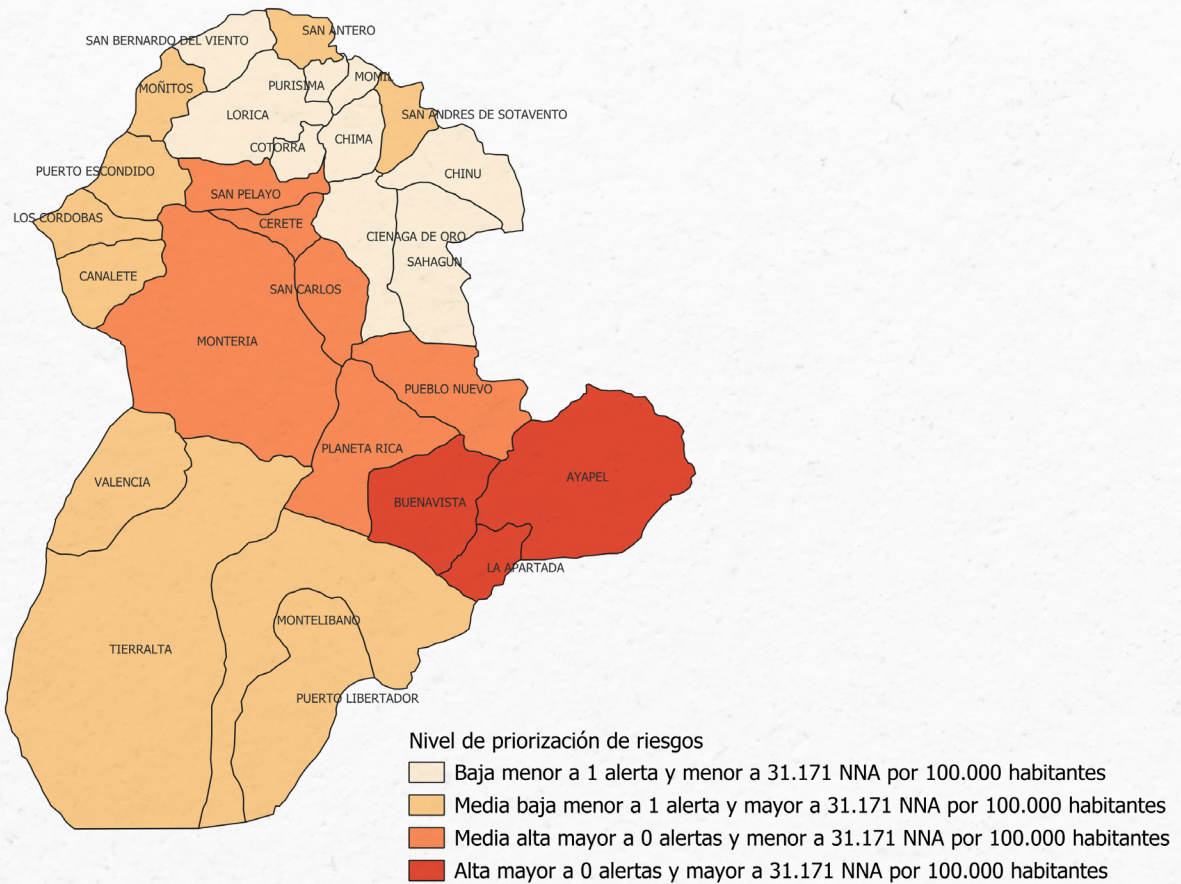 SAN ANTERO
SAN BERNARDO DEL VIENTO
MOMIL
PURISIMA
MOÑITOS
LORICA
SAN ANDRES DE SOTAVENTO
CHIMA
COTORRA
PUERTO ESCONDIDO
CHINU
SAN PELAYO
LOS CORDOBAS
CERETE
CIENAGA DE ORO
SAHAGUN
CANALETE
SAN CARLOS
MONTERIA
PUEBLO NUEVO
PLANETA RICA
AYAPEL
VALENCIA
BUENAVISTA
LA APARTADA
MONTELIBANO
TIERRALTA
PUERTO LIBERTADOR
Nivel de priorización de riesgos
Baja menor a 1 alerta y menor a 31.171 NNA por 100.000 habitantes
Media baja menor a 1 alerta y mayor a 31.171 NNA por 100.000 habitantes
Media alta mayor a 0 alertas y menor a 31.171 NNA por 100.000 habitantes
Alta mayor a 0 alertas y mayor a 31.171 NNA por 100.000 habitantes